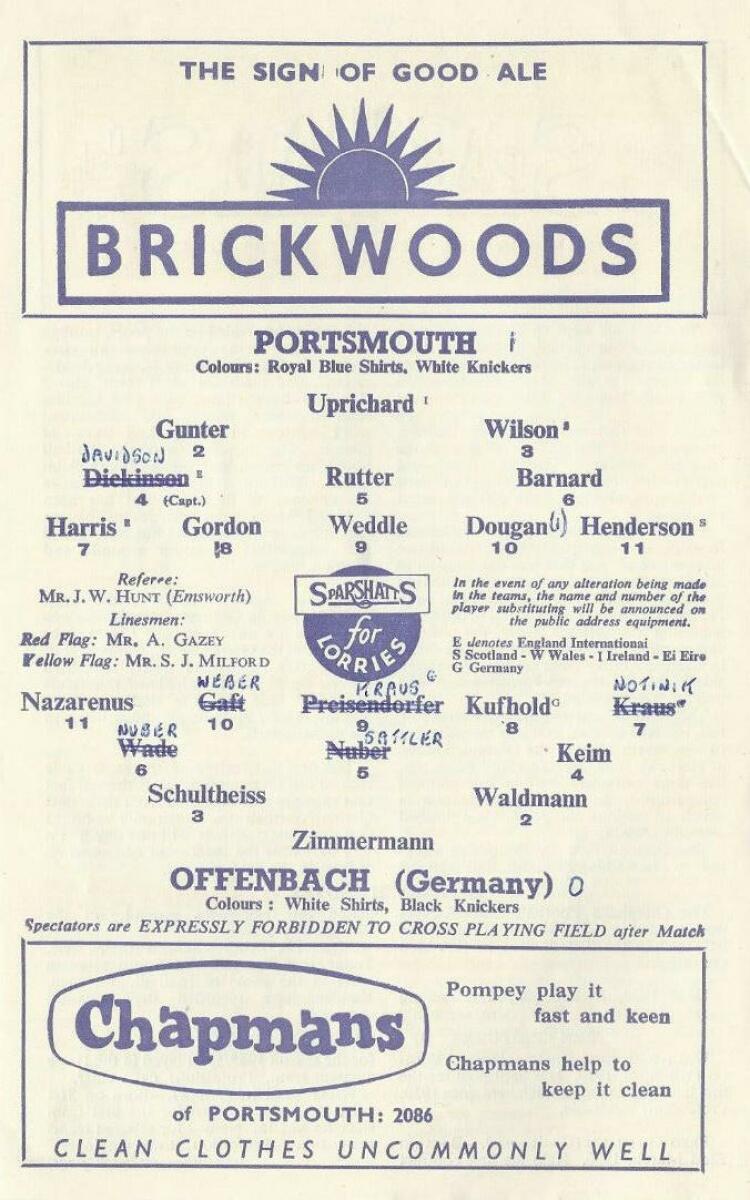 THE SIGN OF GOOD ALE
BRICKWOODS
PORTSMOUTH 1
Colours: Royal Blue Shirts, White Knickers
Uprichard I
Gunter Wilson S
2 3
DAVIDSON
Dickinson E Rutter Barnard
4 (Capt.) 5 6
Harris E Gordon Weddle Dougan (1) Henderson S
7 8 9 10 11
Referee:
MR. J. W. HUNT (Emsworth)
Linesmen:
Red Flag: MR. A. GAZEY
Yellow Flag: MR. S. J. MILFORD
SPARSHATTS
for
LORRIES
In the event of any alteration being made
in the teams, the name and number of the
player substituting will be announced on
the public address equipment.
E denotes England International
S Scotland - W Wales - I Ireland - Ei Eire
G Germany
WEBER KRAUS G NOTINIK
Nazarenus Gaft Preisendorfer Kufhold G Kraus
11 10 9 8 7
NUBER SATTLER
Wade Nuber Keim
6 5 4
Schultheiss Waldmann
3 2
Zimmermann
OFFENBACH (Germany) 0
Colours : White Shirts, Black Knickers
Spectators are EXPRESSLY FORBIDDEN TO CROSS PLAYING FIELD after Match
Chapmans
Pompey play it
fast and keen
Chapmans help to
keep it clean
of PORTSMOUTH: 2086
CLEAN CLOTHES UNCOMMONLY WELL